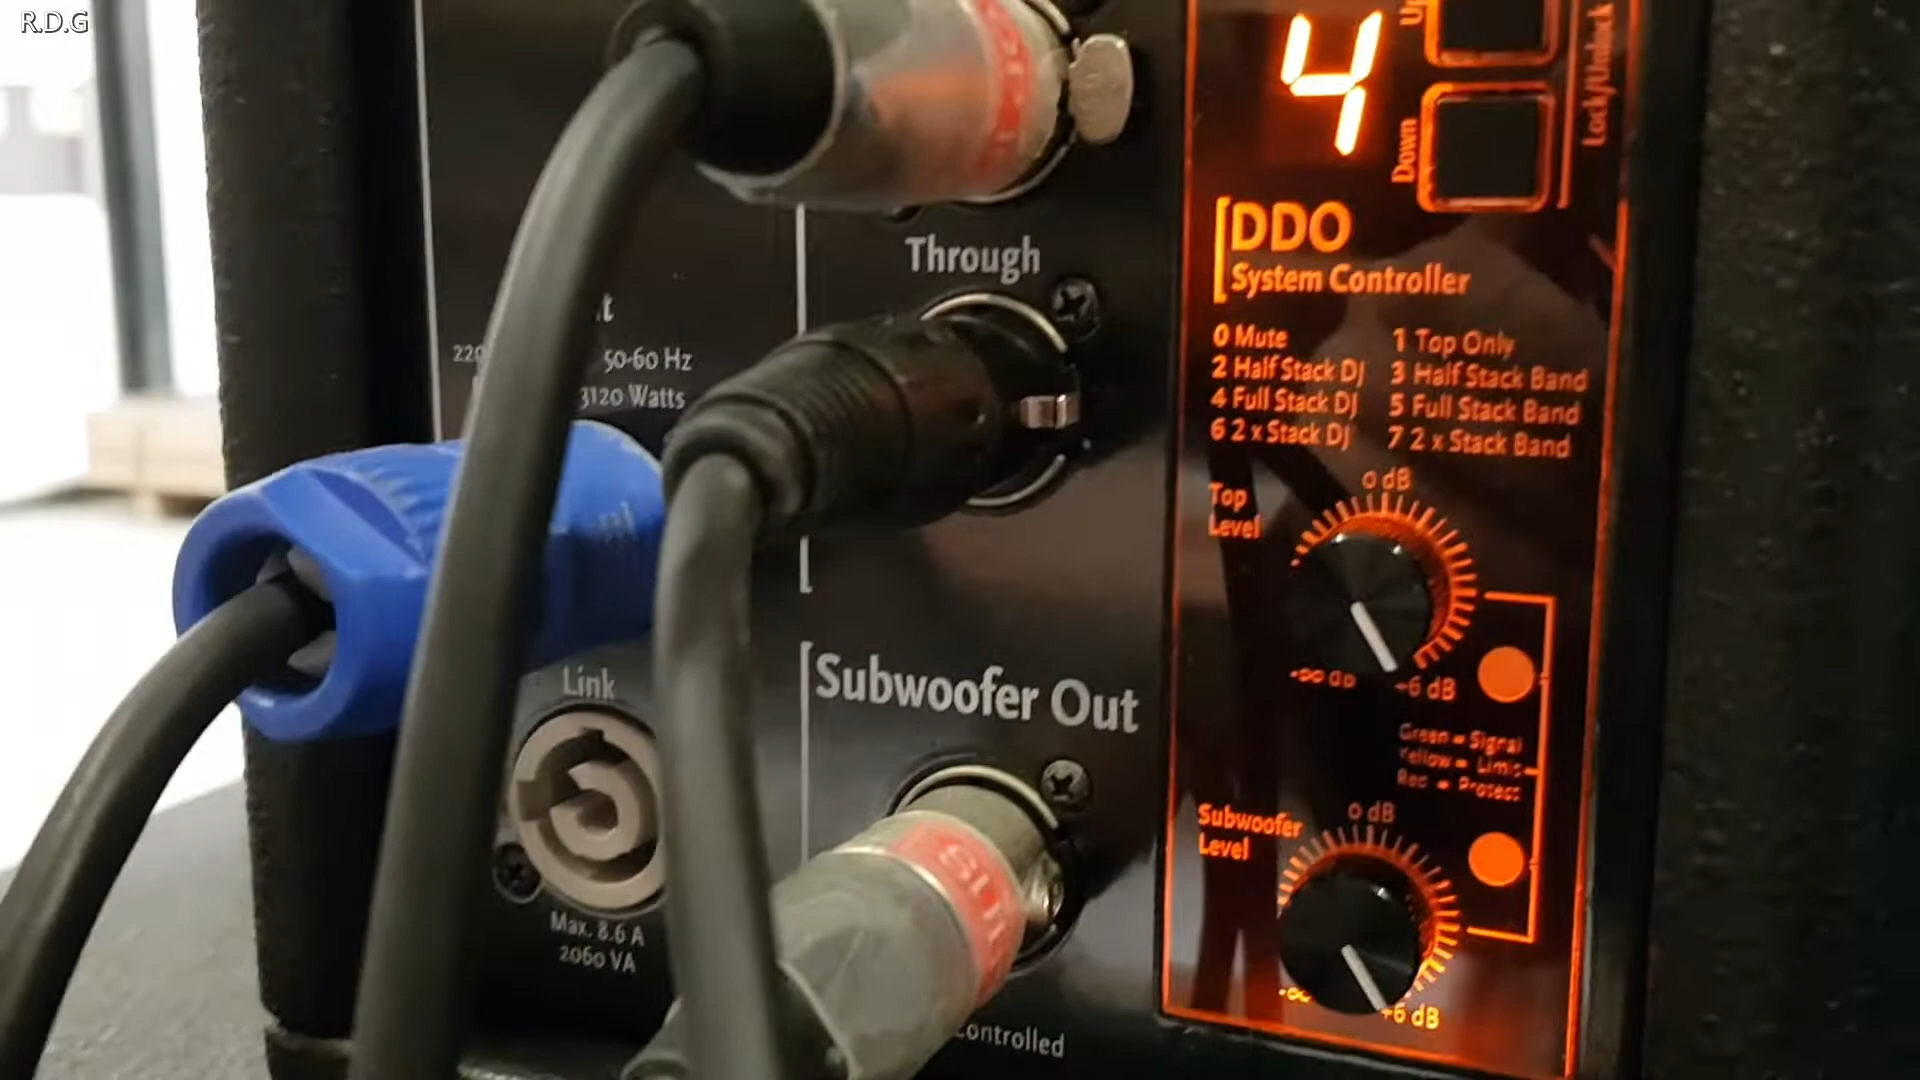 R.D.G
4
Up
Down
Lock/Unlock
DDO
System Controller
0 Mute
1 Top Only
2 Half Stack DJ
3 Half Stack Band
4 Full Stack DJ
5 Full Stack Band
6 2 x Stack DJ
7 2 x Stack Band
Top
Level
0 dB
-∞ dB
+6 dB
Green = Signal
Yellow = Limit
Red = Protect
Subwoofer
Level
0 dB
-∞
+6 dB
Through
50-60 Hz
3120 Watts
Link
Max. 8.6 A
2060 VA
Subwoofer Out